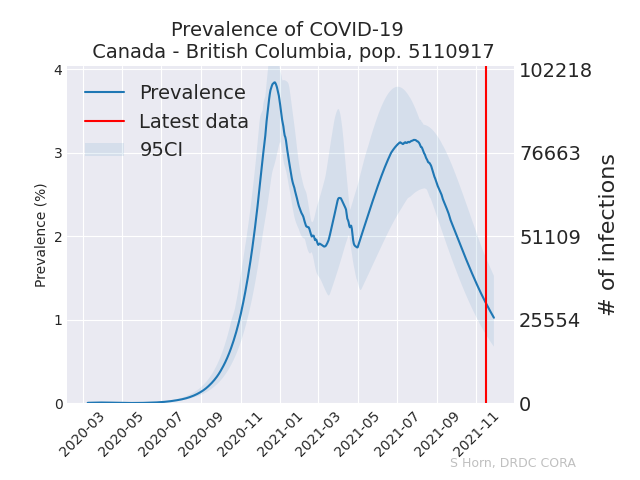 Prevalence of COVID-19
Canada - British Columbia, pop. 5110917
Prevalence
Latest data
95CI
Prevalence (%)
4
3
2
1
0
102218
76663
51109
25554
0
# of infections
2020-03
2020-05
2020-07
2020-09
2020-11
2021-01
2021-03
2021-05
2021-07
2021-09
2021-11
S Horn, DRDC CORA